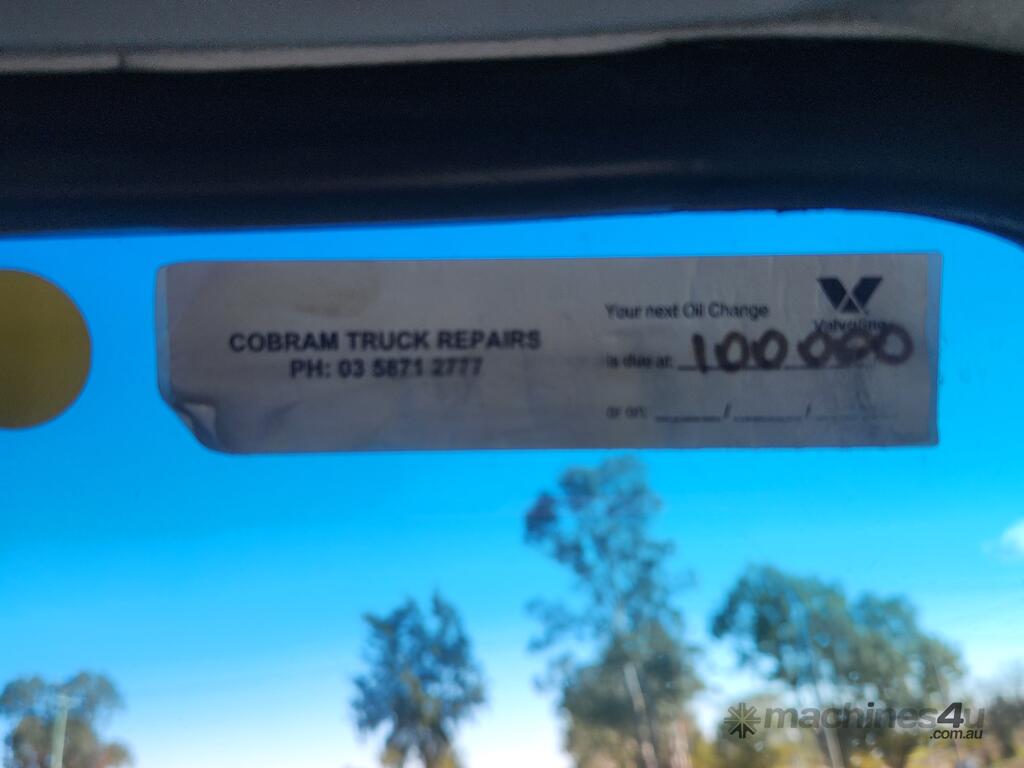 COBRAM TRUCK REPAIRS
PH: 03 5871 2777
Your next Oil Change
is due at: 100 000
or on: / /
Valvoline
machines4u
.com.au